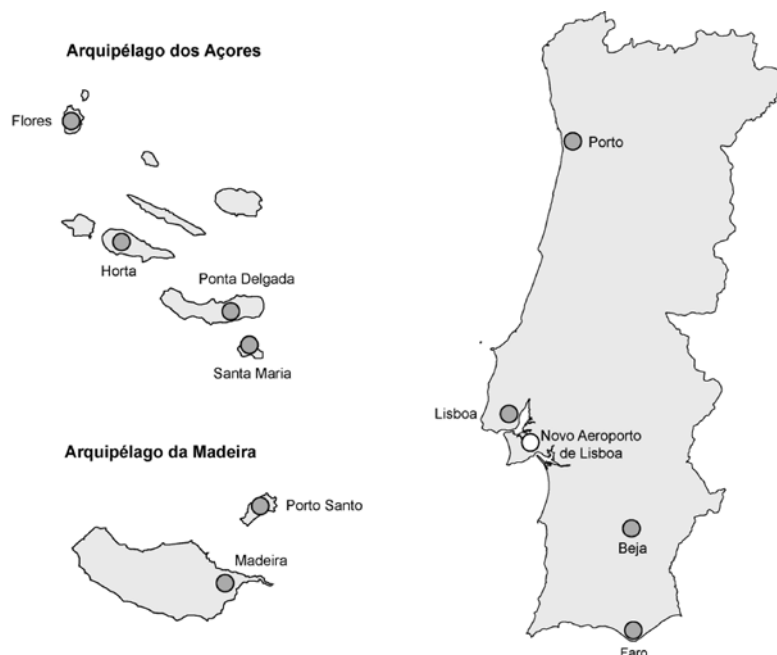 Arquipélago dos Açores
Flores
Horta
Ponta Delgada
Santa Maria
Arquipélago da Madeira
Porto Santo
Madeira
Porto
Lisboa
Novo Aeroporto
de Lisboa
Beja
Faro